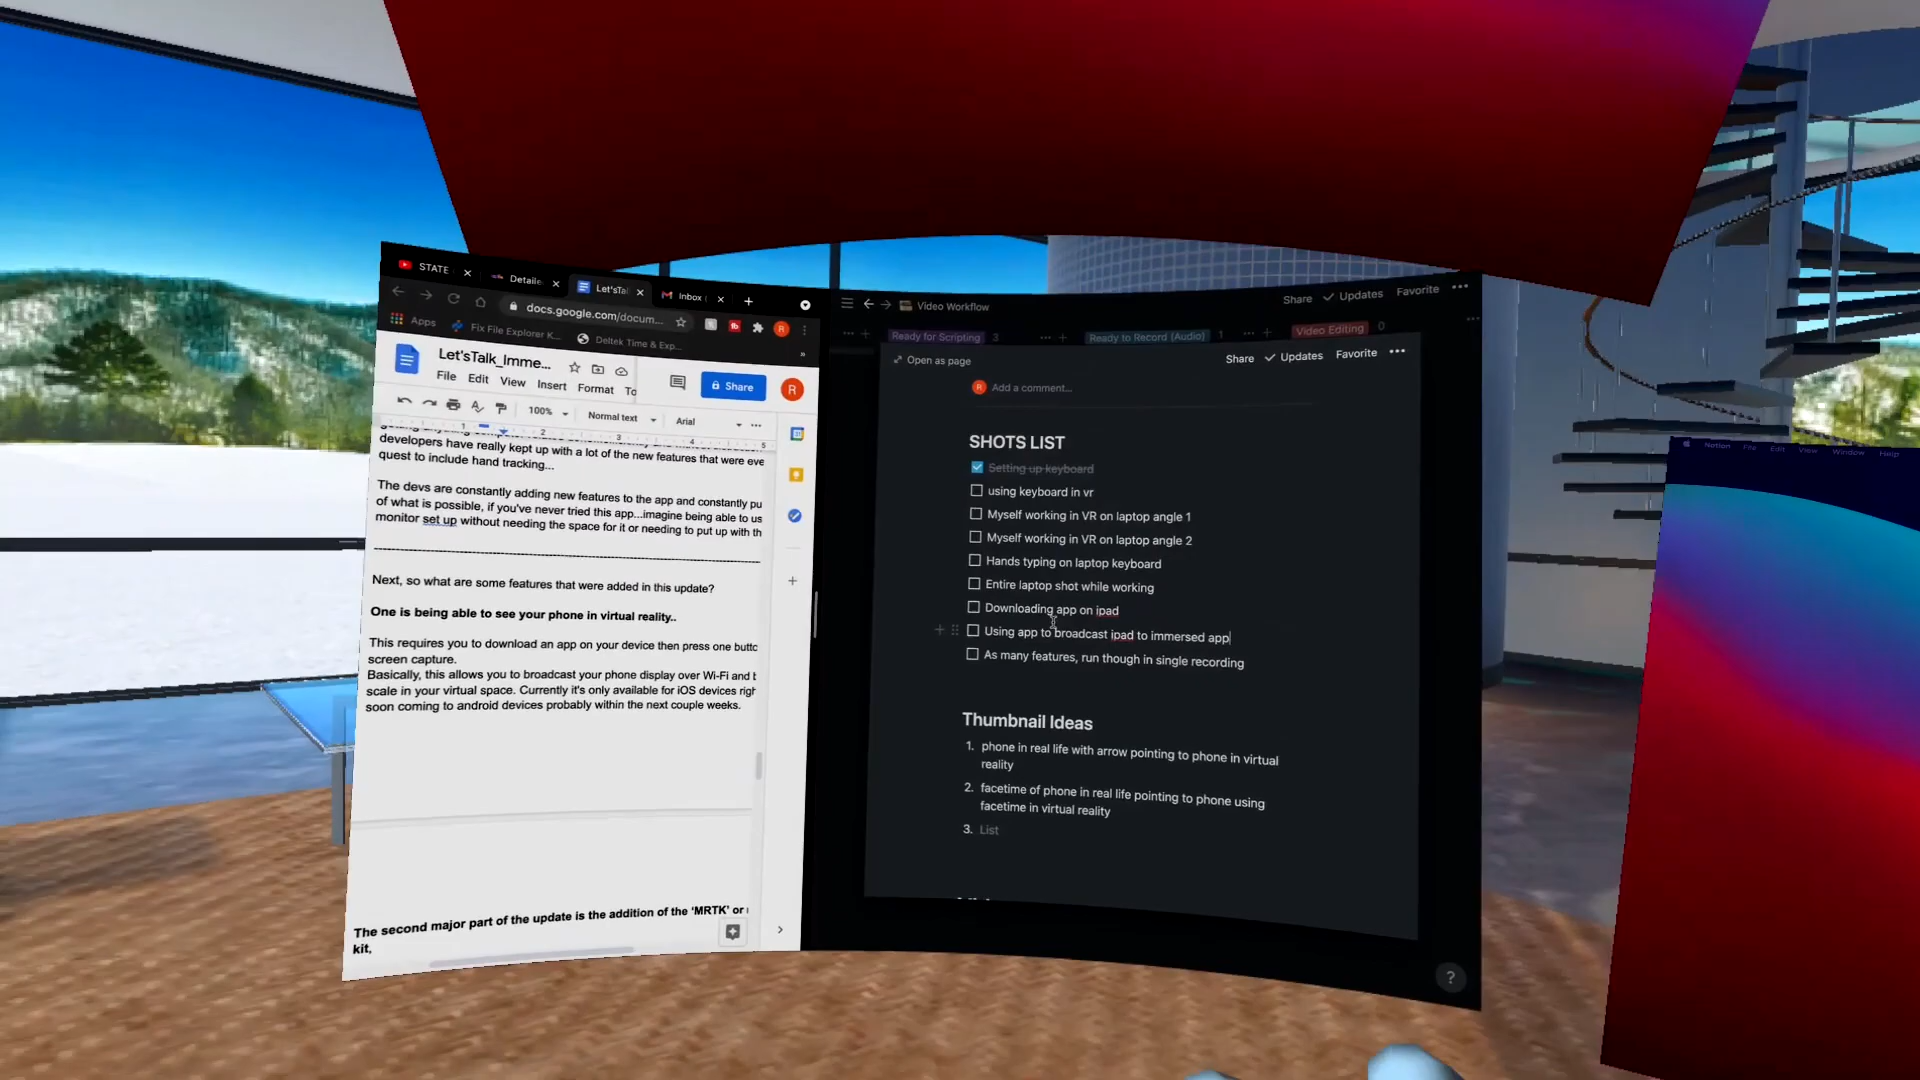 STATE
Detaile
Let'sTal
Inbox (
docs.google.com/docum...
Apps
Fix File Explorer K...
Deltek Time & Exp...
Let'sTalk_Imme...
File Edit View Insert Format To
Share
R
100%
Normal text
Arial
1 2 3 4 5
developers have really kept up with a lot of the new features that were eve
quest to include hand tracking...
The devs are constantly adding new features to the app and constantly pu
of what is possible, if you've never tried this app...imagine being able to us
monitor set up without needing the space for it or needing to put up with th
Next, so what are some features that were added in this update?
One is being able to see your phone in virtual reality..
This requires you to download an app on your device then press one butto
screen capture.
Basically, this allows you to broadcast your phone display over Wi-Fi and
scale in your virtual space. Currently it's only available for iOS devices righ
soon coming to android devices probably within the next couple weeks.
The second major part of the update is the addition of the 'MRTK' or
kit,
Video Workflow
Share Updates Favorite
Ready for Scripting 3
Ready to Record (Audio) 1
Video Editing 0
Open as page
Share Updates Favorite
R Add a comment...
SHOTS LIST
Setting up keyboard
using keyboard in vr
Myself working in VR on laptop angle 1
Myself working in VR on laptop angle 2
Hands typing on laptop keyboard
Entire laptop shot while working
Downloading app on ipad
Using app to broadcast ipad to immersed app
As many features, run though in single recording
Thumbnail Ideas
1. phone in real life with arrow pointing to phone in virtual
reality
2. facetime of phone in real life pointing to phone using
facetime in virtual reality
3. List
?
Notion File Edit View Window Help